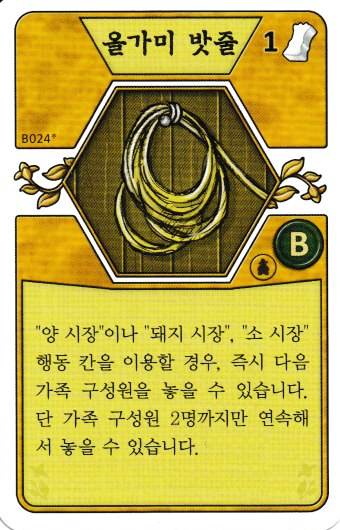 올가미 밧줄
1
B024*
B
"양 시장"이나 "돼지 시장", "소 시장"
행동 칸을 이용할 경우, 즉시 다음
가족 구성원을 놓을 수 있습니다.
단 가족 구성원 2명까지만 연속해
서 놓을 수 있습니다.